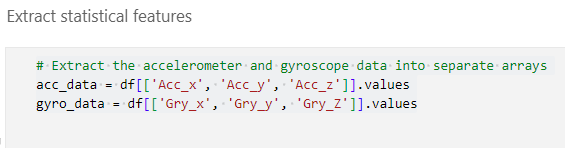 Extract statistical features
# Extract the accelerometer and gyroscope data into separate arrays
acc_data = df[['Acc_x', 'Acc_y', 'Acc_z']].values
gyro_data = df[['Gry_x', 'Gry_y', 'Gry_Z']].values